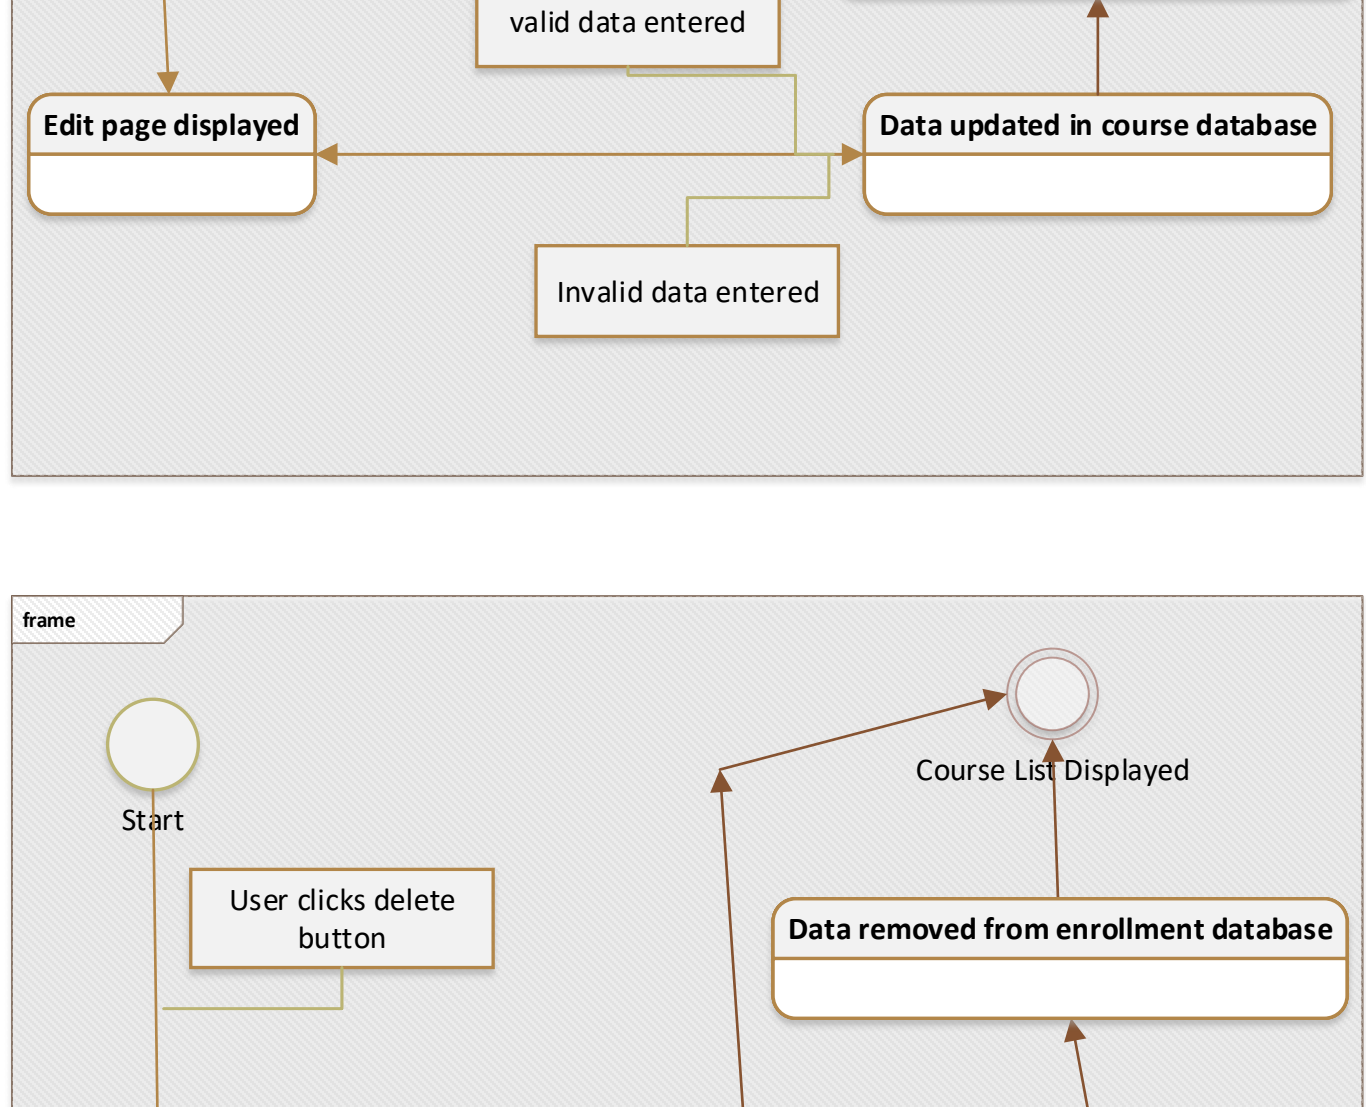 valid data entered
Edit page displayed
Data updated in course database
Invalid data entered
frame
Start
Course List Displayed
User clicks delete
button
Data removed from enrollment database